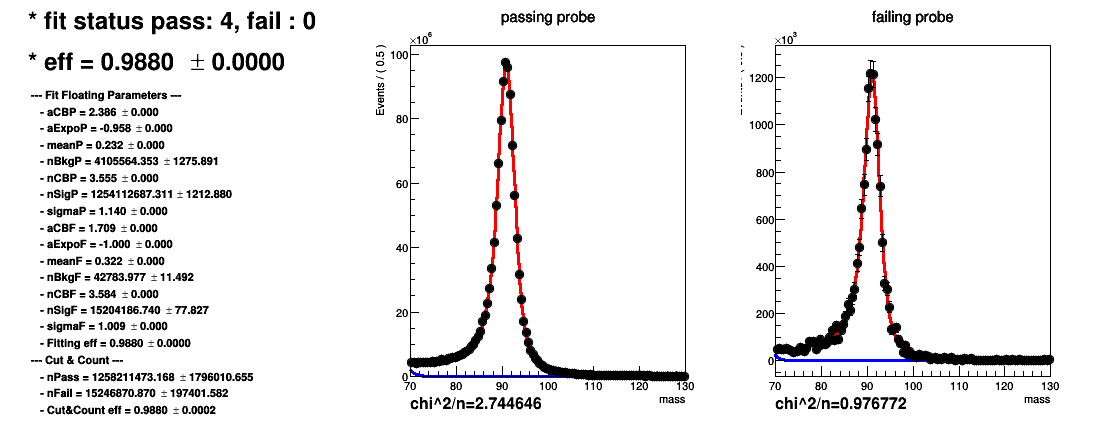 * fit status pass: 4, fail : 0
* eff = 0.9880 ± 0.0000
--- Fit Floating Parameters ---
- aCBP = 2.386 ± 0.000
- aExpoP = -0.958 ± 0.000
- meanP = 0.232 ± 0.000
- nBkgP = 4105564.353 ± 1275.891
- nCBP = 3.555 ± 0.000
- nSigP = 1254112687.311 ± 1212.880
- sigmaP = 1.140 ± 0.000
- aCBF = 1.709 ± 0.000
- aExpoF = -1.000 ± 0.000
- meanF = 0.322 ± 0.000
- nBkgF = 42783.977 ± 11.492
- nCBF = 3.584 ± 0.000
- nSigF = 15204186.740 ± 77.827
- sigmaF = 1.009 ± 0.000
- Fitting eff = 0.9880 ± 0.0000
--- Cut & Count ---
- nPass = 1258211473.168 ± 1796010.655
- nFail = 15246870.870 ± 197401.582
- Cut&Count eff = 0.9880 ± 0.0002
passing probe
×10^6
Events / ( 0.5 )
100
80
60
40
20
0
70 80 90 100 110 120 130
mass
chi^2/n=2.744646
failing probe
×10^3
1200
1000
800
600
400
200
0
70 80 90 100 110 120 130
mass
chi^2/n=0.976772